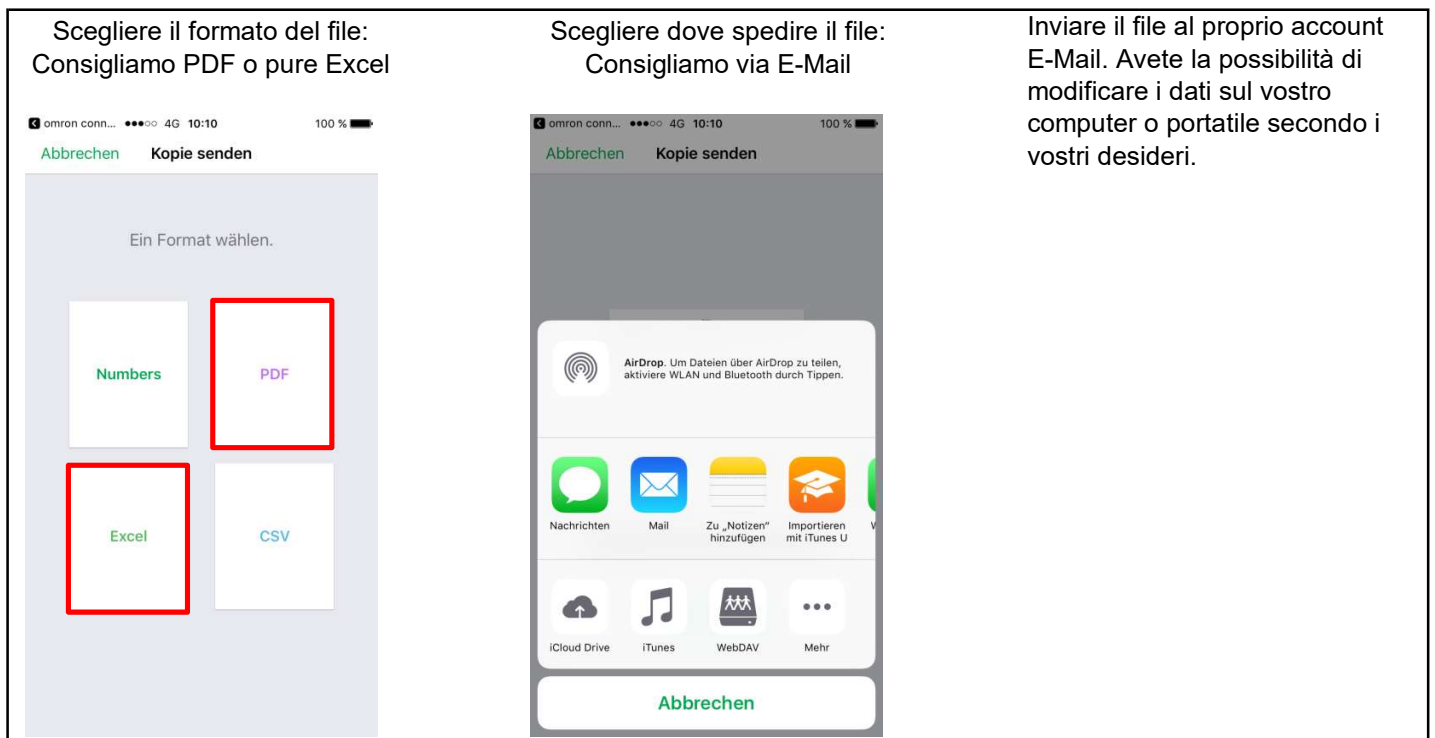 Scegliere il formato del file:
Consigliamo PDF o pure Excel
omron conn... 4G 10:10 100 %
Abbrechen Kopie senden
Ein Format wählen.
Numbers
PDF
Excel
CSV
Scegliere dove spedire il file:
Consigliamo via E-Mail
omron conn... 4G 10:10 100 %
Abbrechen Kopie senden
AirDrop. Um Dateien über AirDrop zu teilen,
aktiviere WLAN und Bluetooth durch Tippen.
Nachrichten
Mail
Zu „Notizen“
hinzufügen
Importieren
mit iTunes U
iCloud Drive
iTunes
WebDAV
Mehr
Abbrechen
Inviare il file al proprio account
E-Mail. Avete la possibilità di
modificare i dati sul vostro
computer o portatile secondo i
vostri desideri.